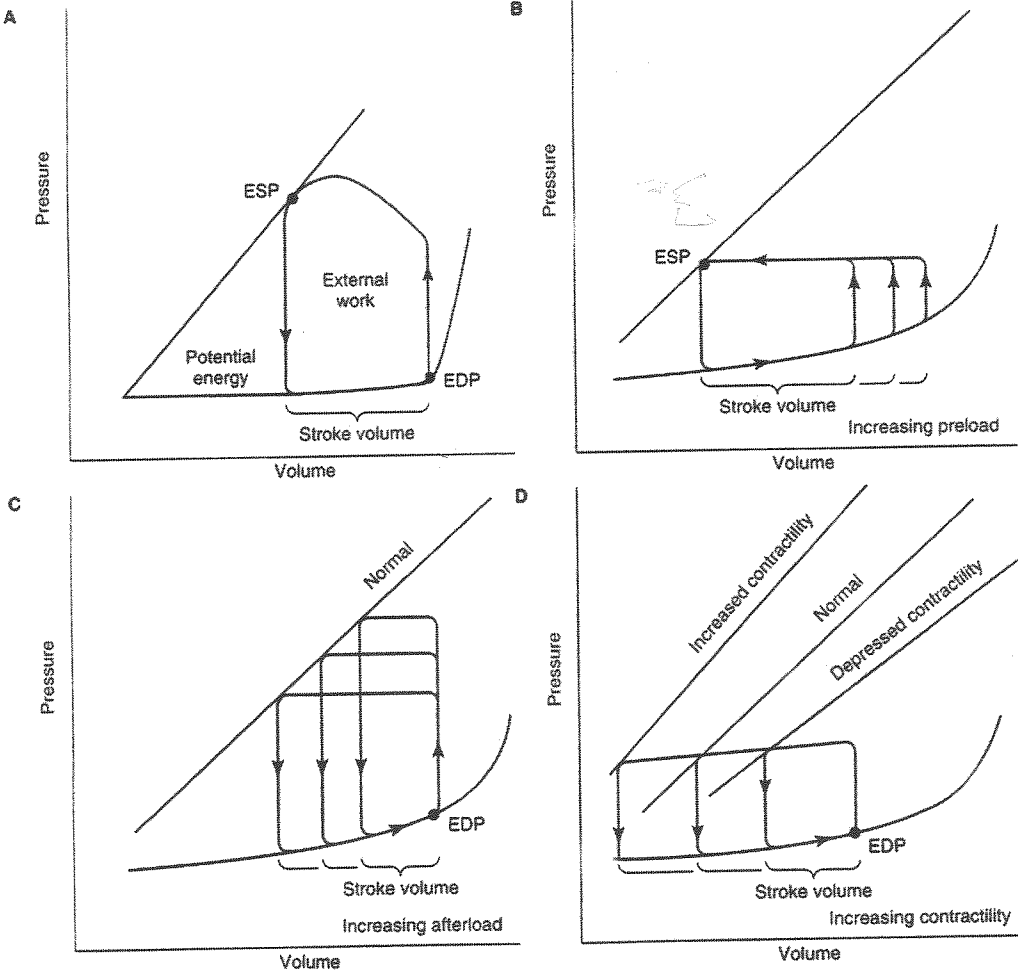 A
Pressure
ESP
External
work
Potential
energy
EDP
Stroke volume
Volume
B
Pressure
ESP
Stroke volume
Increasing preload
Volume
C
Pressure
Normal
EDP
Stroke volume
Increasing afterload
Volume
D
Pressure
Increased contractility
Normal
Depressed contractility
EDP
Stroke volume
Increasing contractility
Volume